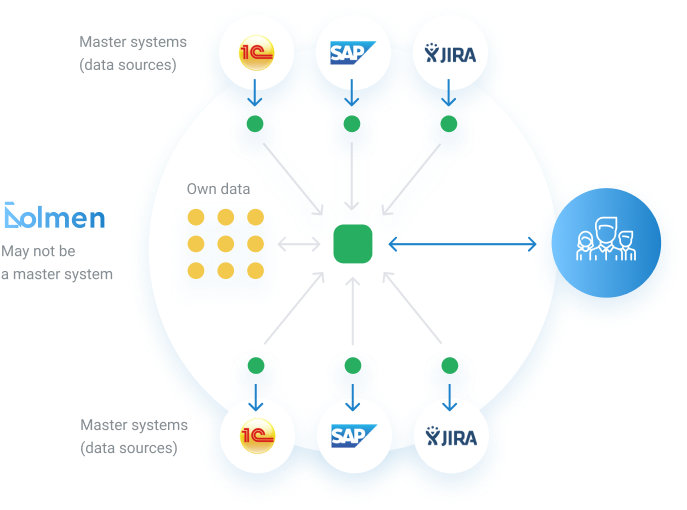 Master systems
(data sources)
1C
SAP
JIRA
Own data
Dolmen
May not be
a master system
Master systems
(data sources)
1C
SAP
JIRA